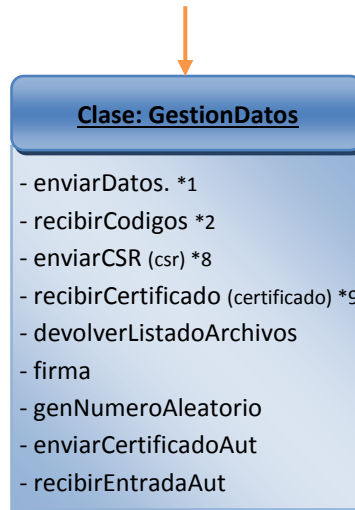 Clase: GestionDatos
- enviarDatos. *1
- recibirCodigos *2
- enviarCSR (csr) *8
- recibirCertificado (certificado) *9
- devolverListadoArchivos
- firma
- genNumeroAleatorio
- enviarCertificadoAut
- recibirEntradaAut